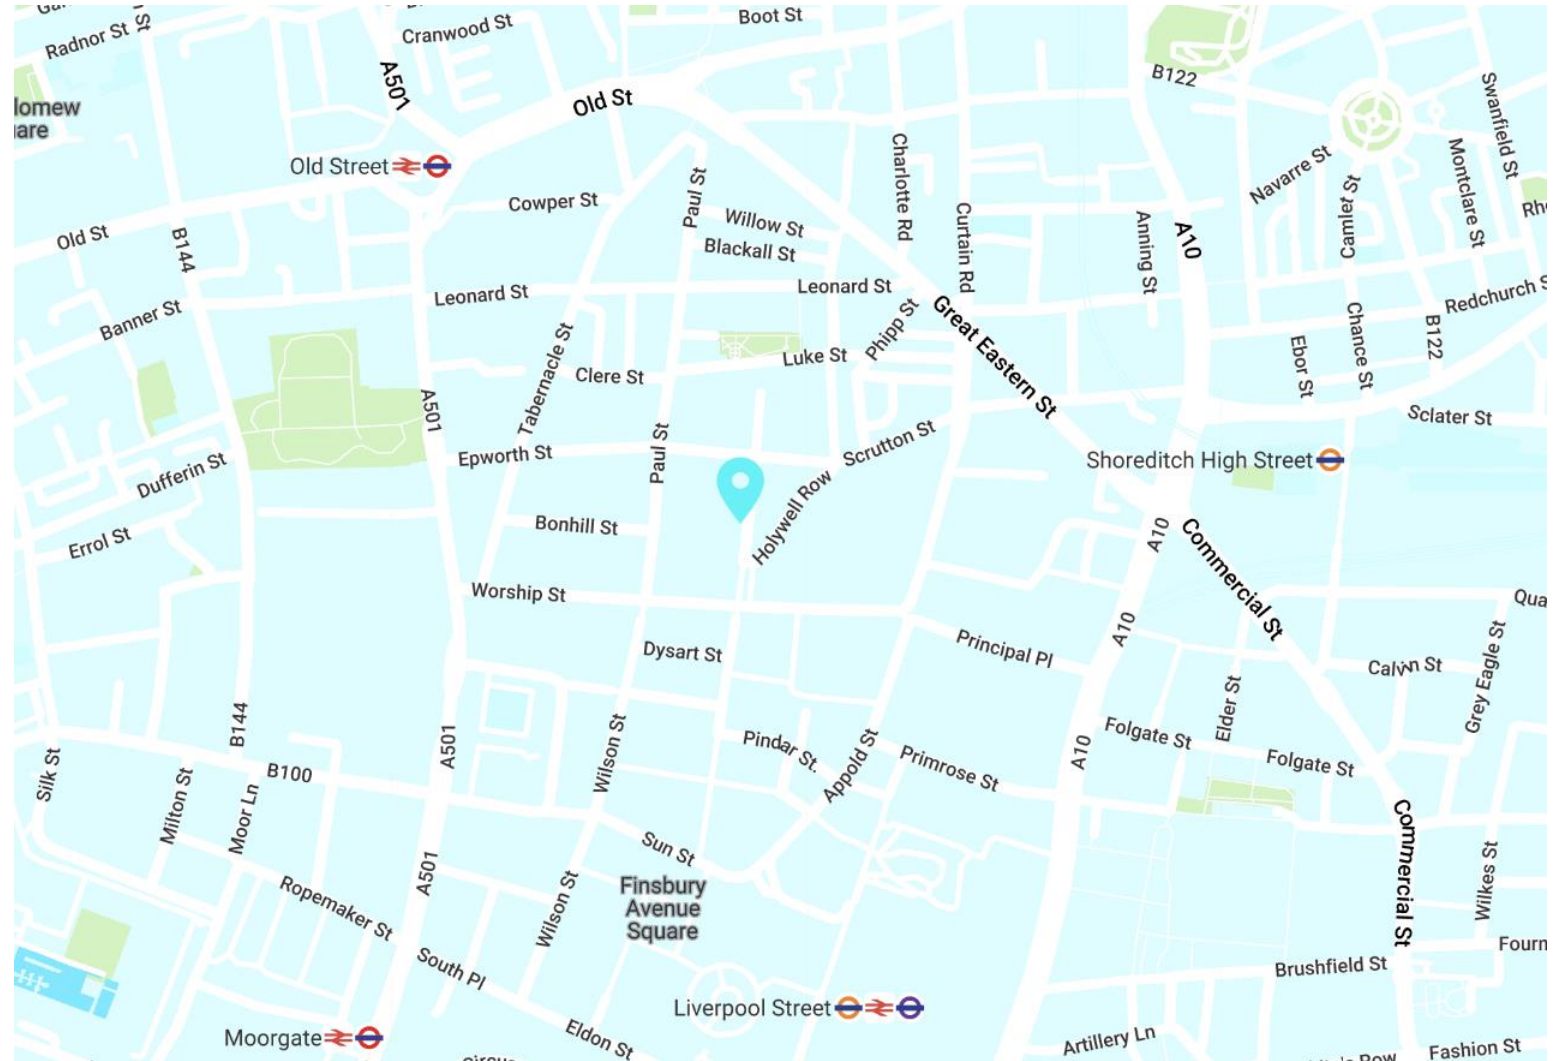 Radnor St
Cranwood St
Boot St
A501
Old St
B122
Swanfield St
lomew
are
Old Street
Charlotte Rd
Navarre St
Montclare St
Camlet St
Cowper St
Paul St
Willow St
Blackall St
Curtain Rd
Anning St
A10
Old St
B144
Leonard St
Leonard St
Banner St
Phipp St
Great Eastern St
Redchurch S
Chance St
B122
Ebor St
Luke St
Clere St
Tabernacle St
A501
Sclater St
Epworth St
Paul St
Scrutton St
Shoreditch High Street
Dufferin St
Holywell Row
Bonhill St
Errol St
A10
Commercial St
Worship St
Qua
A10
Dysart St
Principal Pl
Calvin St
Grey Eagle St
Elder St
B144
A501
Wilson St
Pindar St.
Appold St
Primrose St
A10
Folgate St
Folgate St
Silk St
B100
Milton St
Moor Ln
Sun St
Commercial St
A501
Ropemaker St
Wilson St
Finsbury
Avenue
Square
Wilkes St
Fourn
South Pl
Brushfield St
Liverpool Street
Moorgate
Eldon St
Artillery Ln
Fashion St